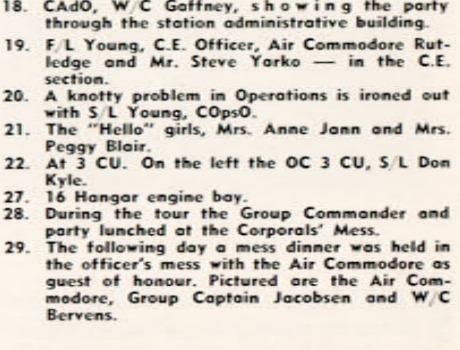 18. CAdO, W/C Gaffney, showing the party
through the station administrative building.
19. F/L Young, C.E. Officer, Air Commodore Rut-
ledge and Mr. Steve Yarko — in the C.E.
section.
20. A knotty problem in Operations is ironed out
with S/L Young, COpsO.
21. The "Hello" girls, Mrs. Anne Jann and Mrs.
Peggy Blair.
22. At 3 CU. On the left the OC 3 CU, S/L Don
Kyle.
27. 16 Hangar engine bay.
28. During the tour the Group Commander and
party lunched at the Corporals' Mess.
29. The following day a mess dinner was held in
the officer's mess with the Air Commodore as
guest of honour. Pictured are the Air Com-
modore, Group Captain Jacobsen and W/C
Bervens.